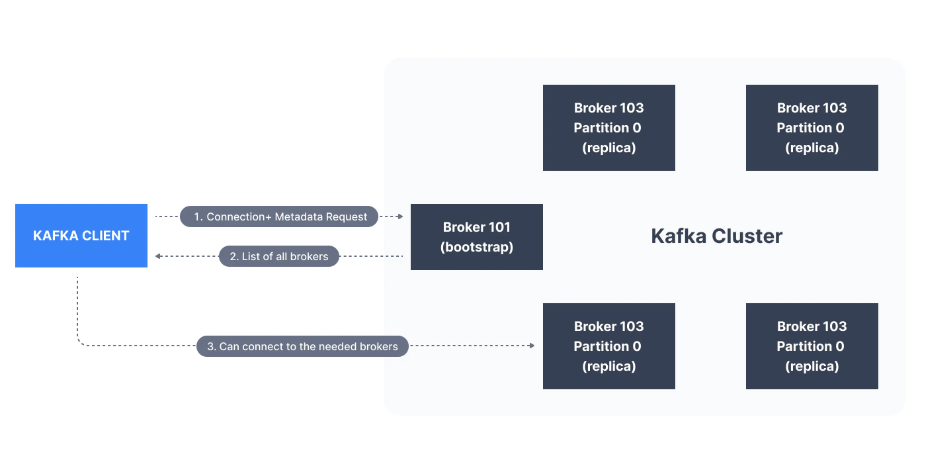 Broker 103
Partition 0
(replica)
Broker 103
Partition 0
(replica)
KAFKA CLIENT
1. Connection+ Metadata Request
2. List of all brokers
Broker 101
(bootstrap)
Kafka Cluster
3. Can connect to the needed brokers
Broker 103
Partition 0
(replica)
Broker 103
Partition 0
(replica)